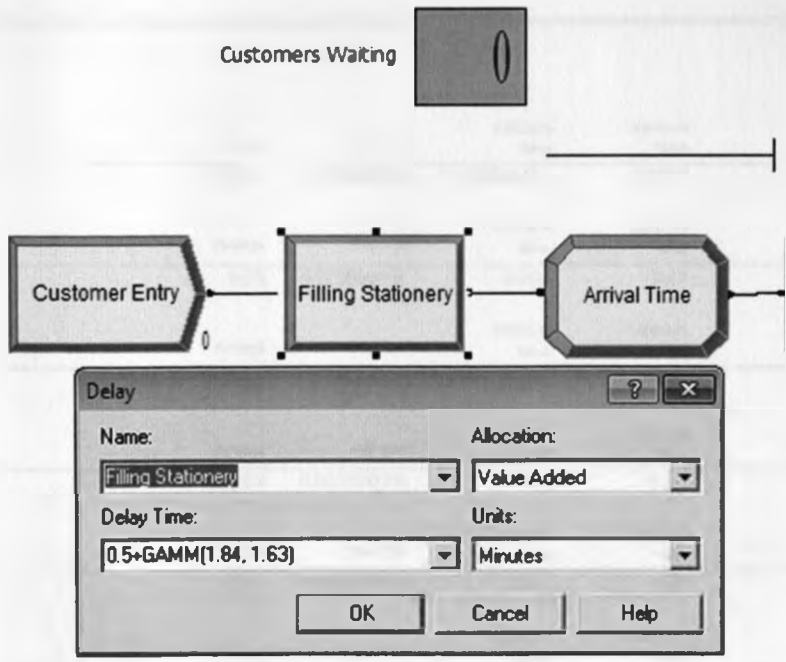 Customers Waiting
0
Customer Entry
Filling Stationery
Arrival Time
0
Delay
?
Name:
Allocation:
Filling Stationery
Value Added
Delay Time:
Units:
0.5+GAMM(1.84, 1.63)
Minutes
OK
Cancel
Help